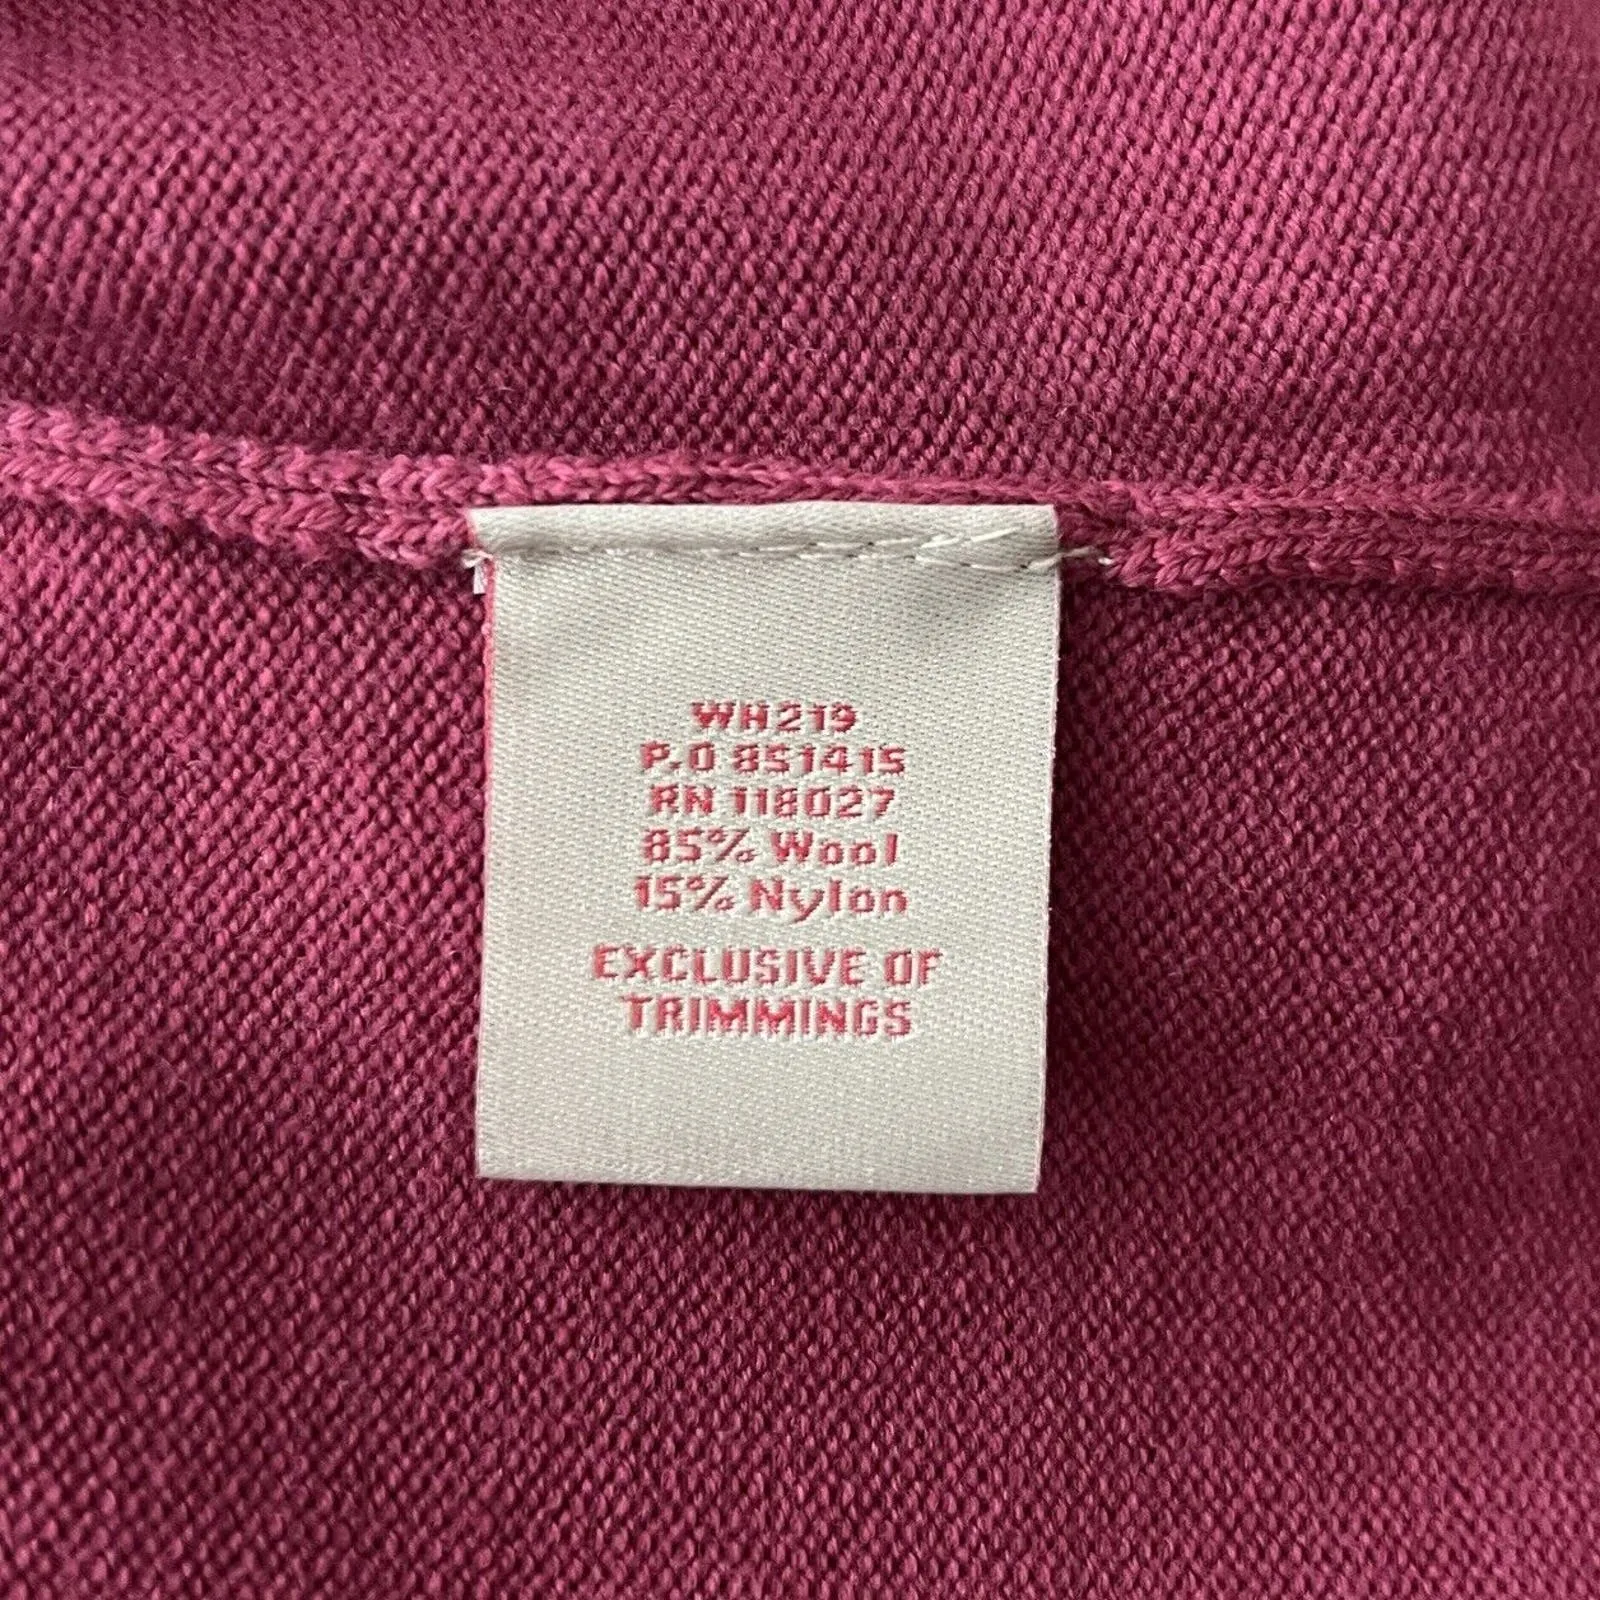 WH219
P.O 851415
RN 118027
85% Wool
15% Nylon
EXCLUSIVE OF
TRIMMINGS